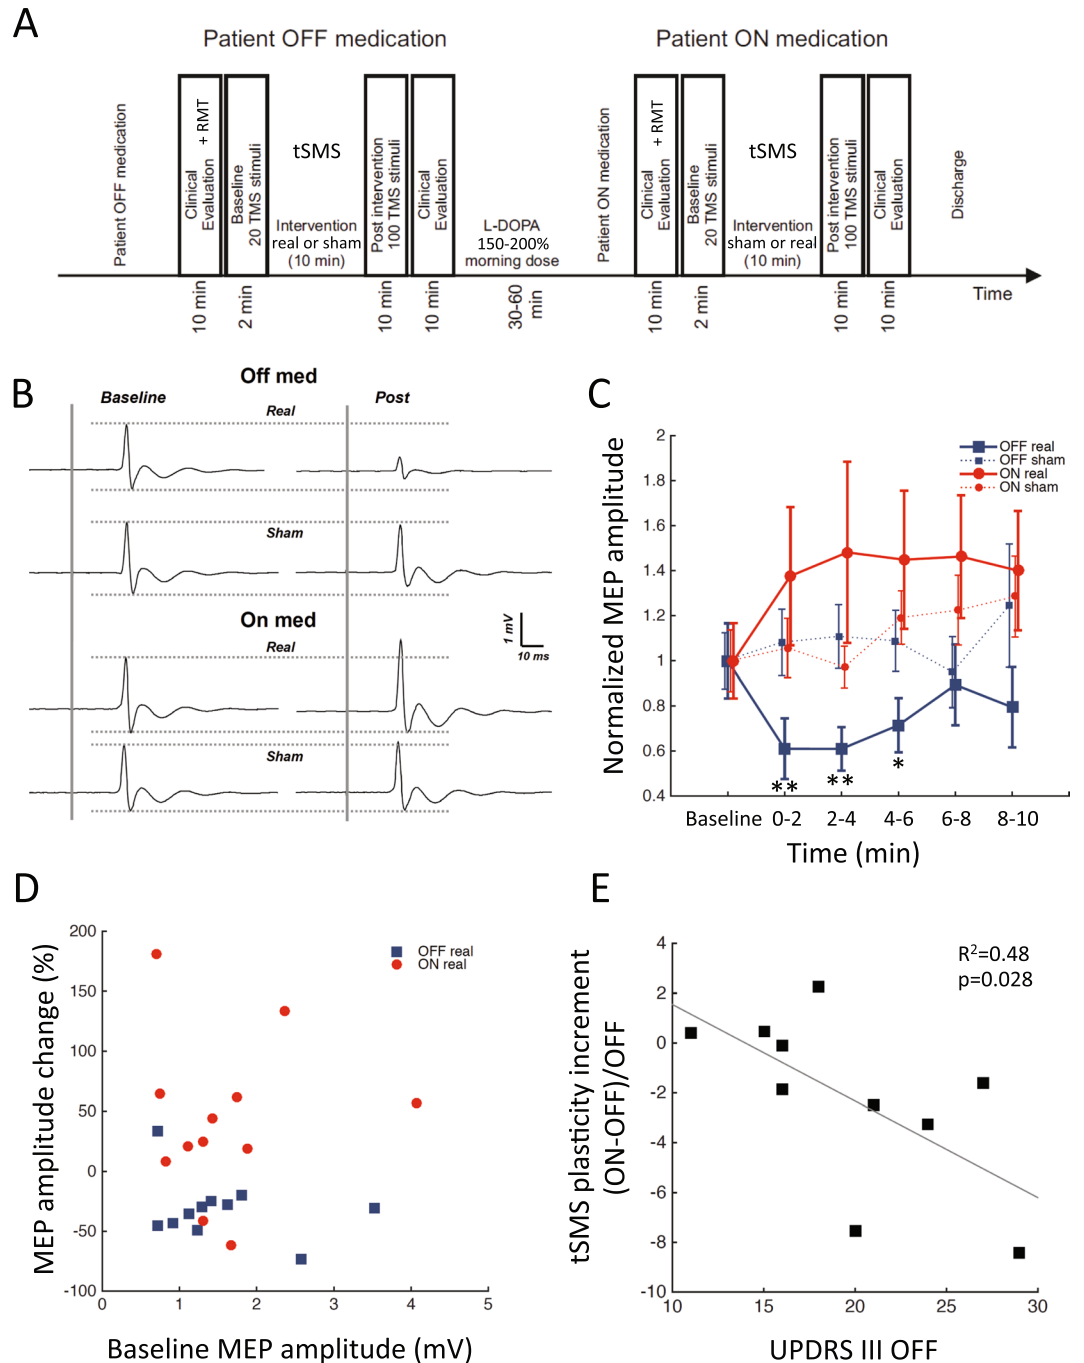 A
Patient OFF medication
Patient ON medication
Patient OFF medication
Clinical
Evaluation + RMT
Baseline
20 TMS stimuli
tSMS
Intervention
real or sham
(10 min)
Post intervention
100 TMS stimuli
Clinical
Evaluation
L-DOPA
150-200%
morning dose
Patient ON medication
Clinical
Evaluation + RMT
Baseline
20 TMS stimuli
tSMS
Intervention
sham or real
(10 min)
Post intervention
100 TMS stimuli
Clinical
Evaluation
Discharge
10 min
2 min
10 min
10 min
30-60
min
10 min
2 min
10 min
10 min
Time
B
Off med
Baseline
Post
Real
Sham
On med
Real
Sham
1 mV
10 ms
C
Normalized MEP amplitude
2
1.8
1.6
1.4
1.2
1
0.8
0.6
0.4
OFF real
OFF sham
ON real
ON sham
**
**
*
Baseline 0-2 2-4 4-6 6-8 8-10
Time (min)
D
MEP amplitude change (%)
200
150
100
50
0
-50
-100
OFF real
ON real
0 1 2 3 4 5
Baseline MEP amplitude (mV)
E
tSMS plasticity increment
(ON-OFF)/OFF
4
2
0
-2
-4
-6
-8
-10
R²=0.48
p=0.028
10 15 20 25 30
UPDRS III OFF